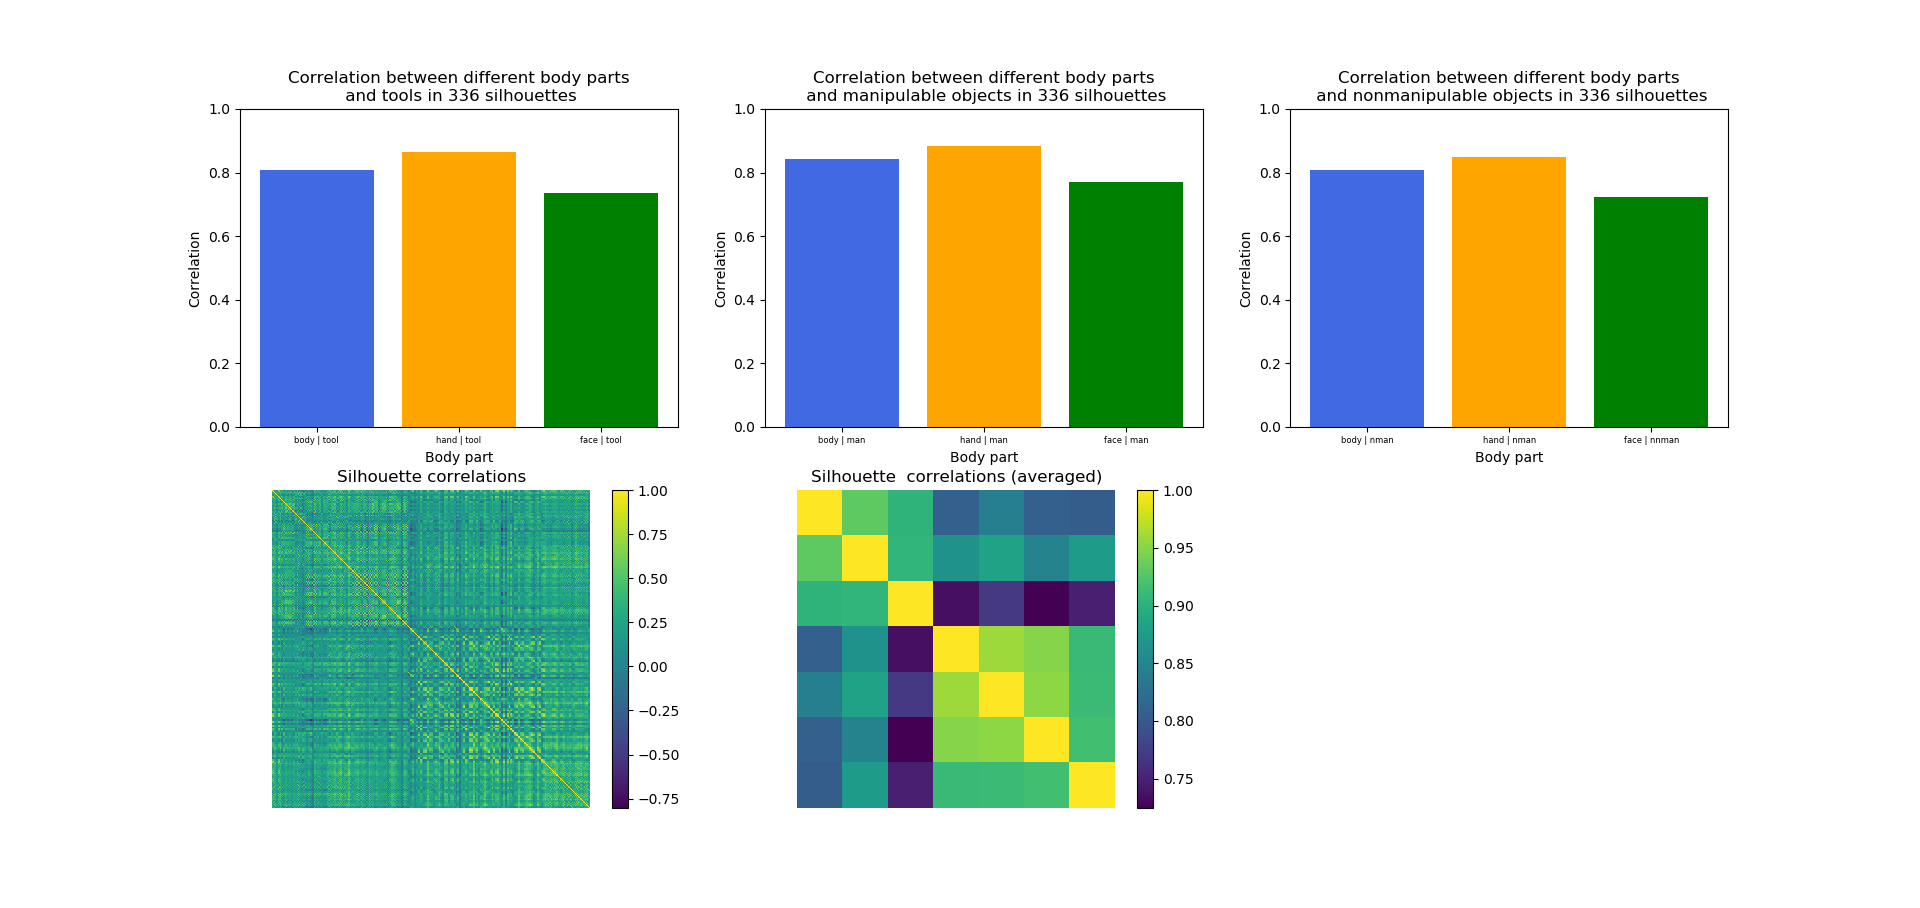 Correlation between different body parts
and tools in 336 silhouettes
1.0
0.8
0.6
0.4
0.2
0.0
Correlation
body | tool
hand | tool
face | tool
Body part
Correlation between different body parts
and manipulable objects in 336 silhouettes
1.0
0.8
0.6
0.4
0.2
0.0
Correlation
body | man
hand | man
face | man
Body part
Correlation between different body parts
and nonmanipulable objects in 336 silhouettes
1.0
0.8
0.6
0.4
0.2
0.0
Correlation
body | nman
hand | nman
face | nnman
Body part
Silhouette correlations
1.00
0.75
0.50
0.25
0.00
−0.25
−0.50
−0.75
Silhouette  correlations (averaged)
1.00
0.95
0.90
0.85
0.80
0.75